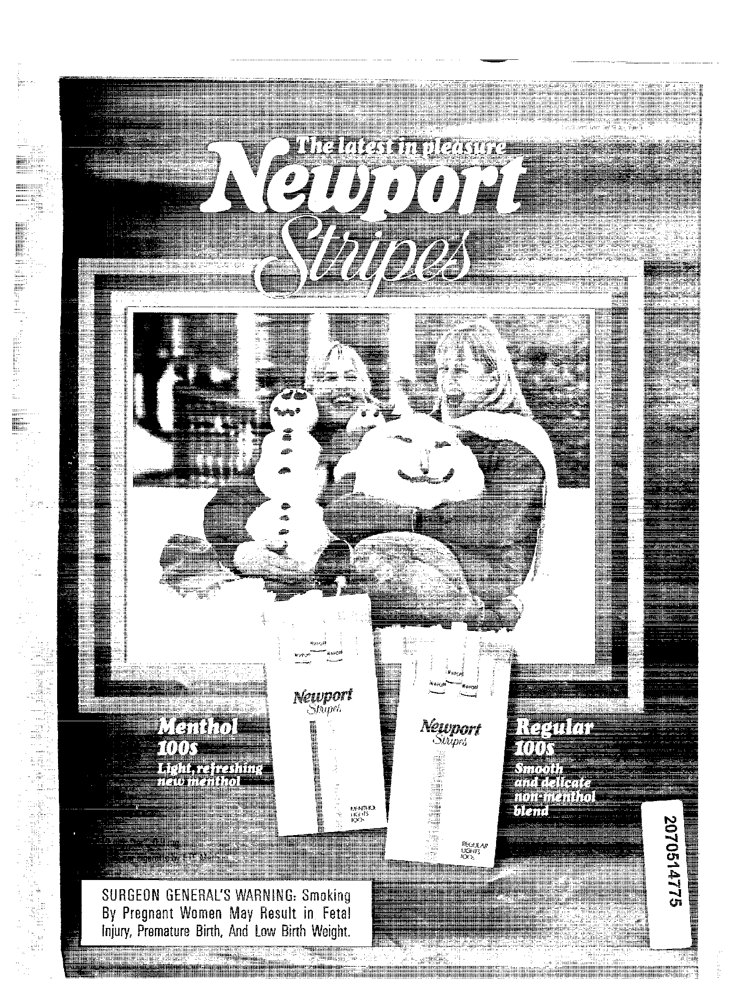 The latest in pleasure
Newport
Stripes
Newport
Stripes
MENTHOL
LIGHTS
100s
Newport
Stripes
REGULAR
LIGHTS
100s
Menthol
100s
Light, refreshing
new menthol
Regular
100s
Smooth
and delicate
non-menthol
blend
SURGEON GENERAL'S WARNING: Smoking
By Pregnant Women May Result in Fetal
Injury, Premature Birth, And Low Birth Weight.
2070514775